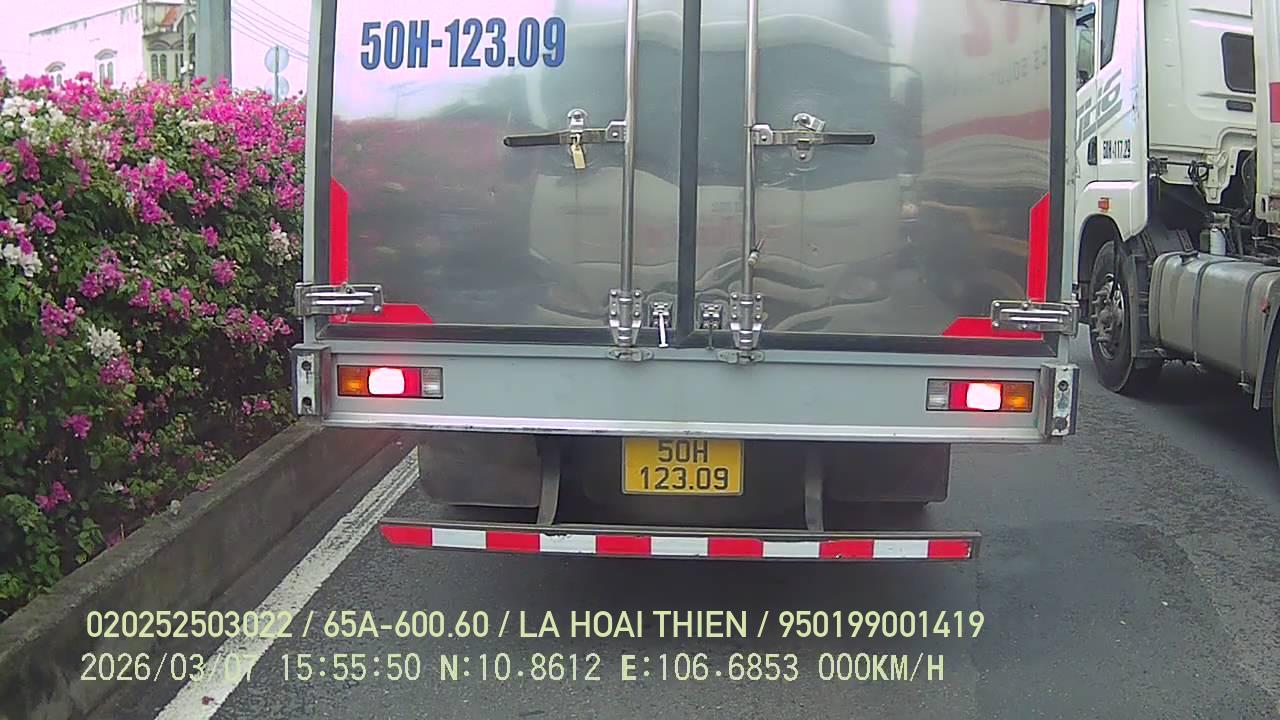 50H-123.09
50H
123.09
020252503022 / 65A-600.60 / LA HOAI THIEN / 950199001419
2026/03/07 15:55:50 N:10.8612 E:106.6853 000KM/H